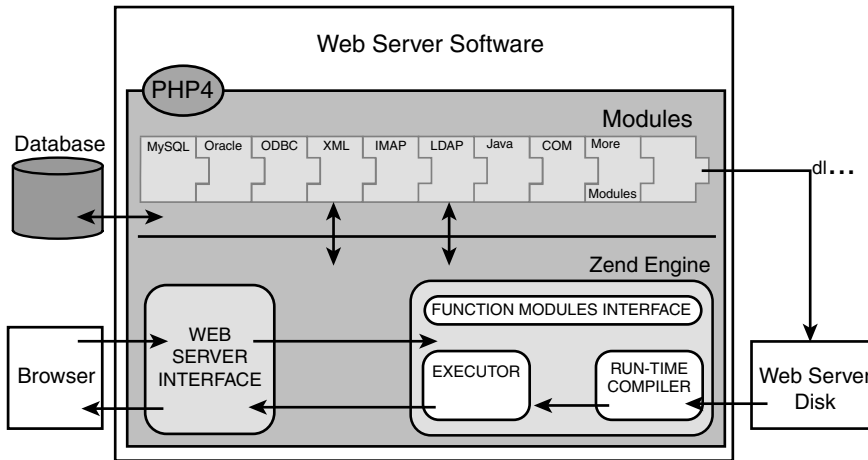 Web Server Software
PHP4
Modules
Database
MySQL
Oracle
ODBC
XML
IMAP
LDAP
Java
COM
More
Modules
dl...
Zend Engine
FUNCTION MODULES INTERFACE
WEB
SERVER
INTERFACE
EXECUTOR
RUN-TIME
COMPILER
Browser
Web Server
Disk